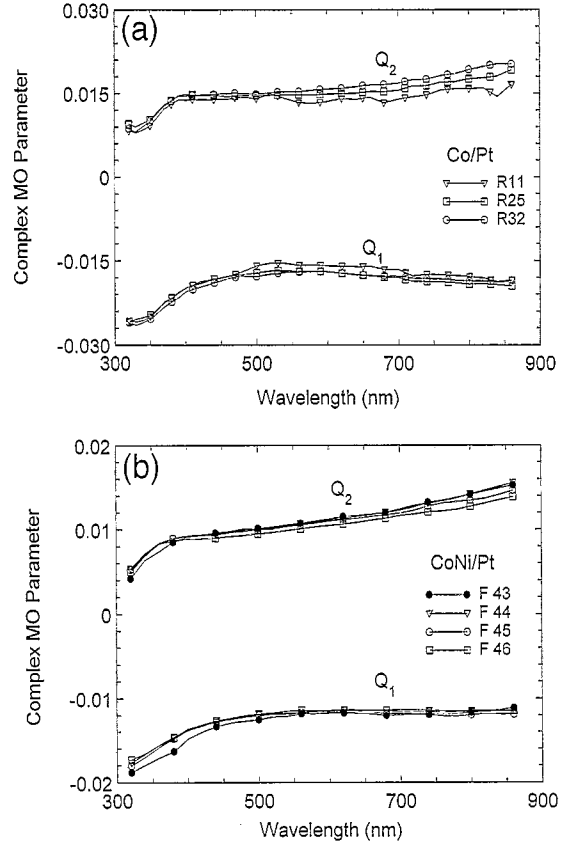 (a)
0.030
0.015
0
-0.015
-0.030
Complex MO Parameter
Q2
Q1
Co/Pt
R11
R25
R32
300 500 700 900
Wavelength (nm)
(b)
0.02
0.01
0
-0.01
-0.02
Complex MO Parameter
Q2
Q1
CoNi/Pt
F 43
F 44
F 45
F 46
300 500 700 900
Wavelength (nm)